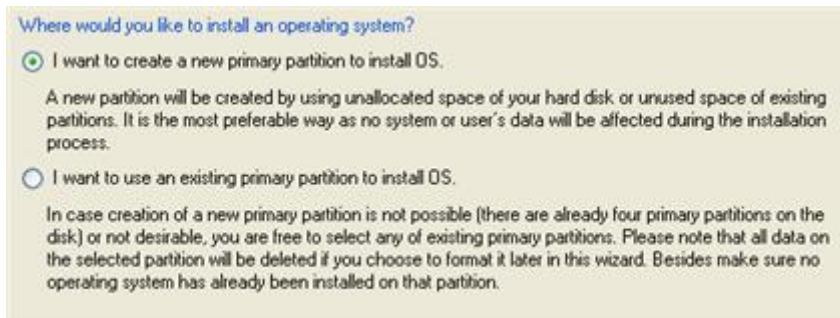 Where would you like to install an operating system?
I want to create a new primary partition to install OS.
A new partition will be created by using unallocated space of your hard disk or unused space of existing
partitions. It is the most preferable way as no system or user's data will be affected during the installation
process.
I want to use an existing primary partition to install OS.
In case creation of a new primary partition is not possible (there are already four primary partitions on the
disk) or not desirable, you are free to select any of existing primary partitions. Please note that all data on
the selected partition will be deleted if you choose to format it later in this wizard. Besides make sure no
operating system has already been installed on that partition.